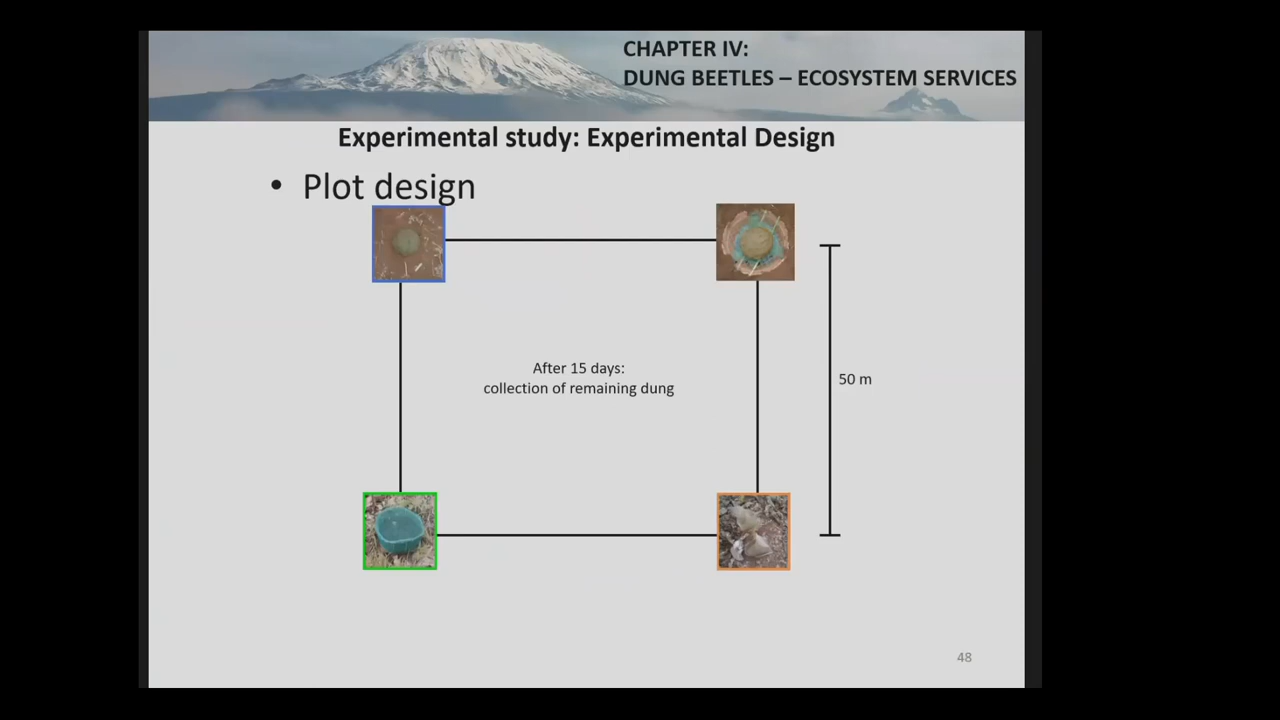 CHAPTER IV:
DUNG BEETLES – ECOSYSTEM SERVICES
Experimental study: Experimental Design
• Plot design
After 15 days:
collection of remaining dung
50 m
48